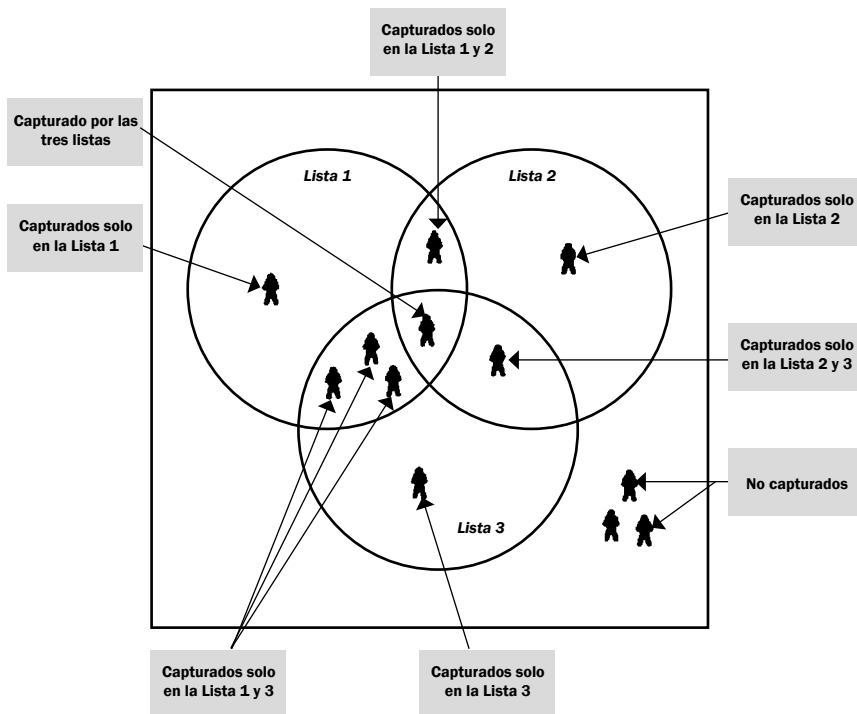 Capturados solo
en la Lista 1 y 2
Capturado por las
tres listas
Lista 1
Lista 2
Capturados solo
en la Lista 2
Capturados solo
en la Lista 1
Capturados solo
en la Lista 2 y 3
No capturados
Lista 3
Capturados solo
en la Lista 1 y 3
Capturados solo
en la Lista 3